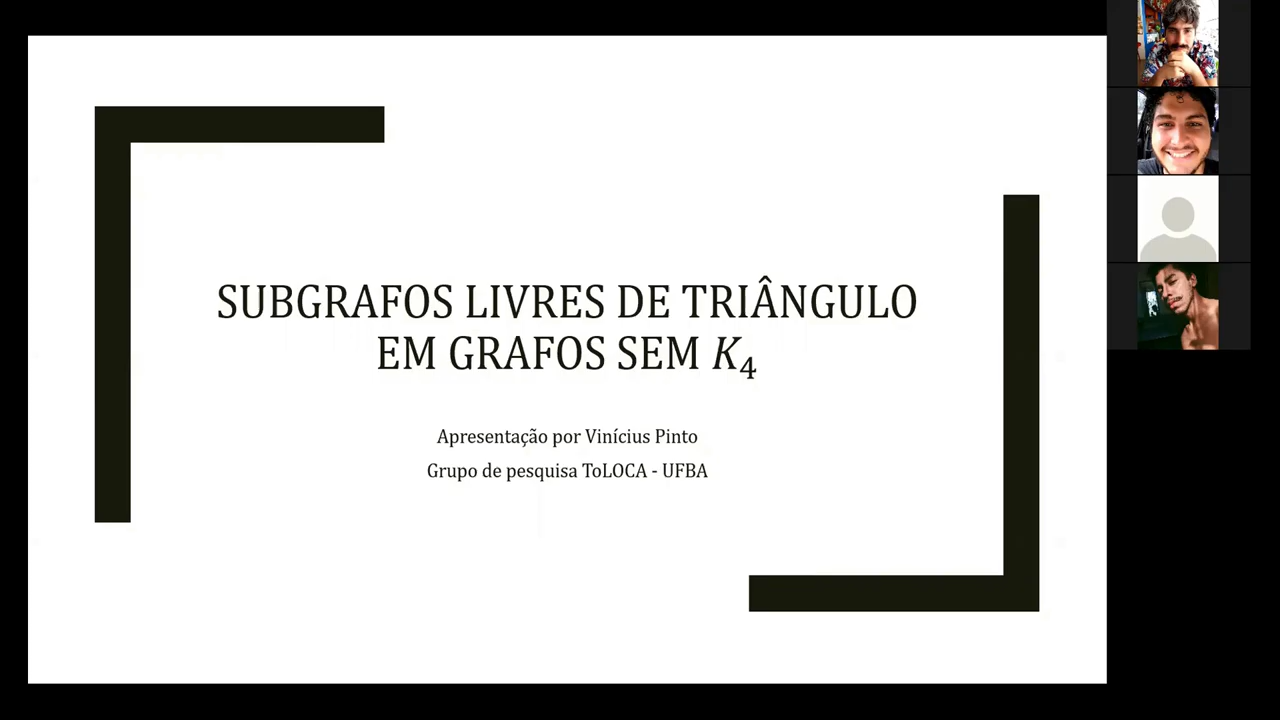 SUBGRAFOS LIVRES DE TRIÂNGULO
EM GRAFOS SEM K₄
Apresentação por Vinícius Pinto
Grupo de pesquisa ToLOCA - UFBA